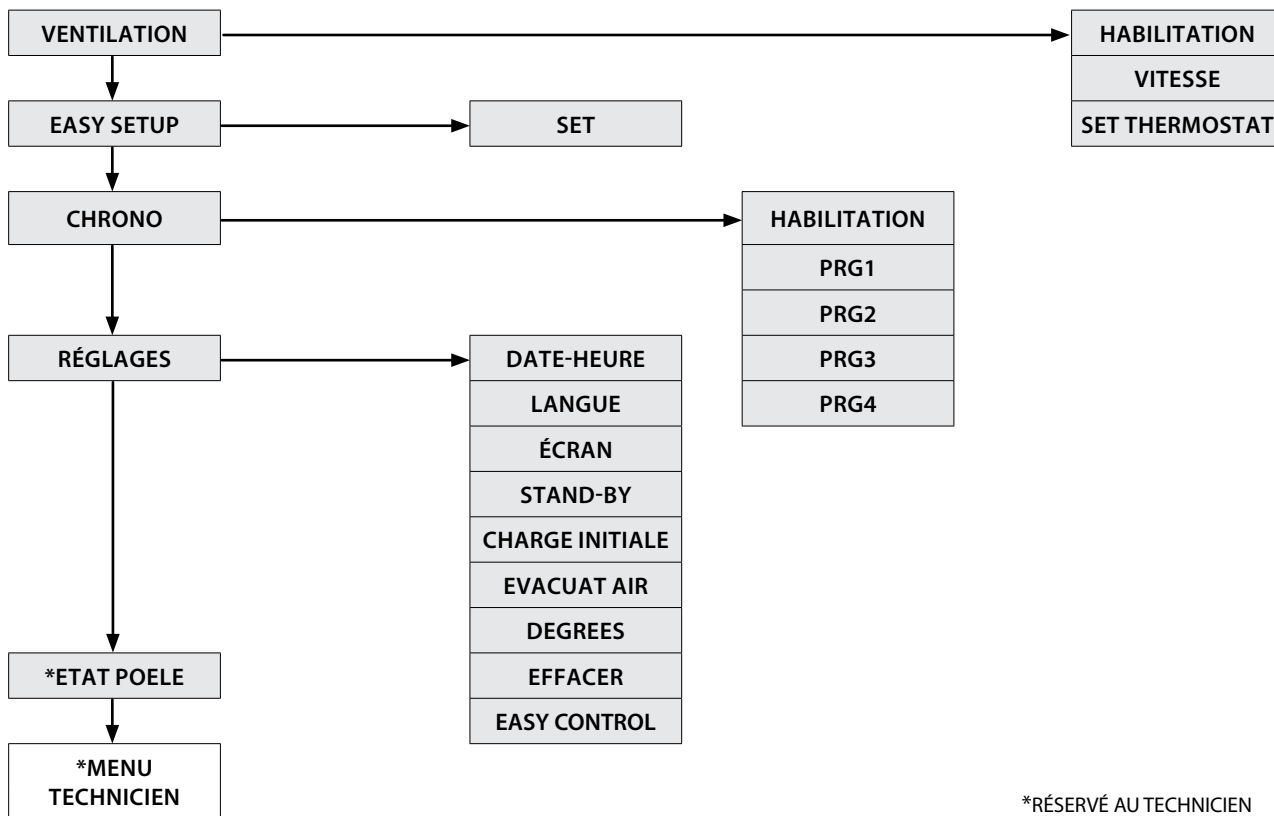 VENTILATION
HABILITATION
VITESSE
SET THERMOSTAT
EASY SETUP
SET
CHRONO
HABILITATION
PRG1
PRG2
PRG3
PRG4
RÉGLAGES
DATE-HEURE
LANGUE
ÉCRAN
STAND-BY
CHARGE INITIALE
EVACUAT AIR
DEGREES
EFFACER
EASY CONTROL
*ETAT POELE
*MENU
TECHNICIEN
*RÉSERVÉ AU TECHNICIEN